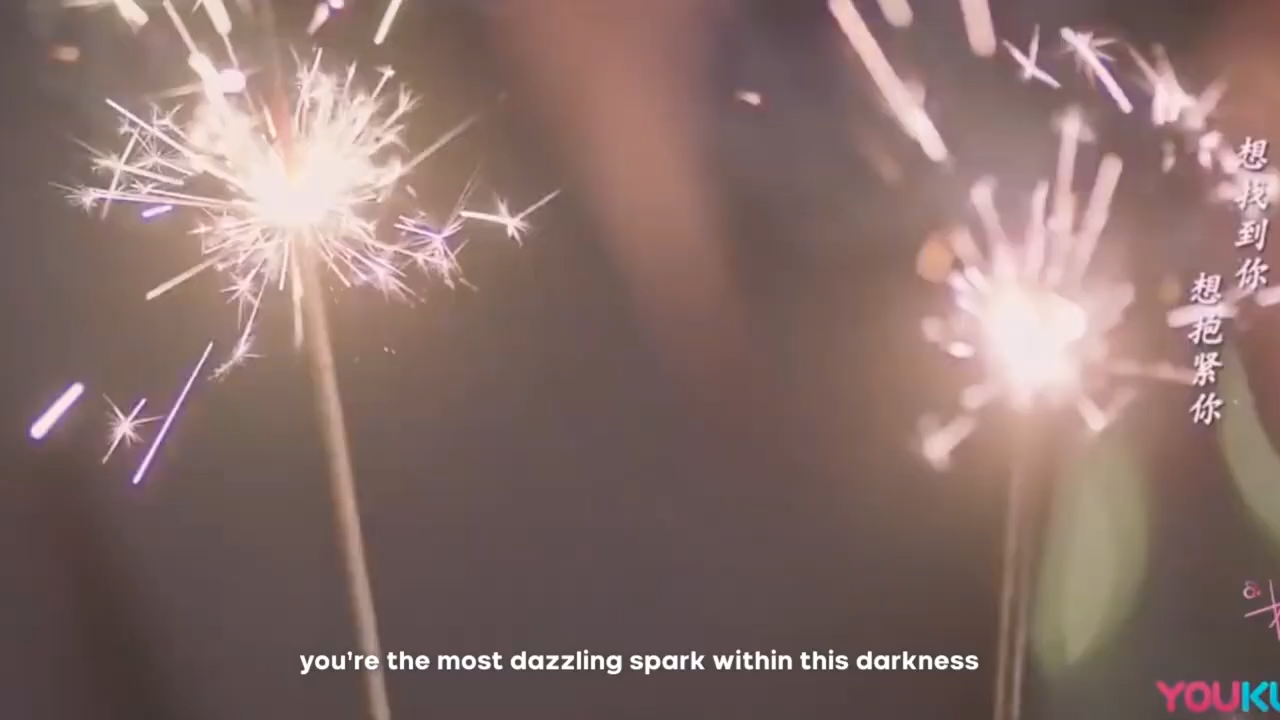 想找到你
想抱紧你
you're the most dazzling spark within this darkness
YOUKU